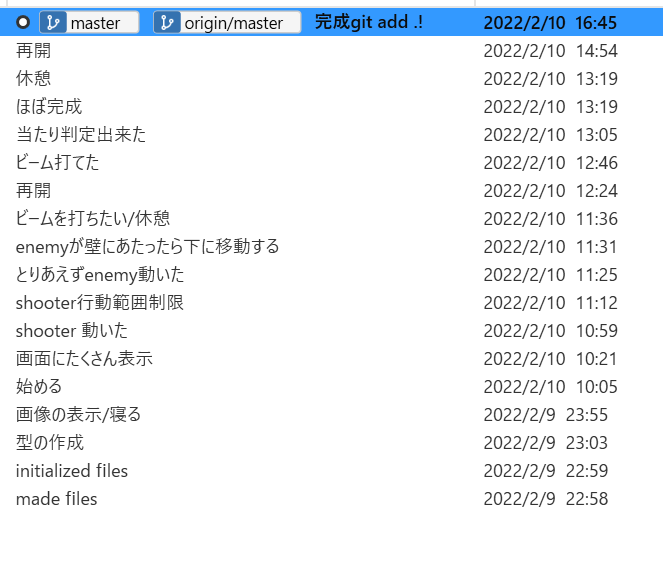 master origin/master 完成git add .! 2022/2/10 16:45
再開 2022/2/10 14:54
休憩 2022/2/10 13:19
ほぼ完成 2022/2/10 13:19
当たり判定出来た 2022/2/10 13:05
ビーム打てた 2022/2/10 12:46
再開 2022/2/10 12:24
ビームを打ちたい/休憩 2022/2/10 11:36
enemyが壁にあたったら下に移動する 2022/2/10 11:31
とりあえずenemy動いた 2022/2/10 11:25
shooter行動範囲制限 2022/2/10 11:12
shooter 動いた 2022/2/10 10:59
画面にたくさん表示 2022/2/10 10:21
始める 2022/2/10 10:05
画像の表示/寝る 2022/2/9 23:55
型の作成 2022/2/9 23:03
initialized files 2022/2/9 22:59
made files 2022/2/9 22:58